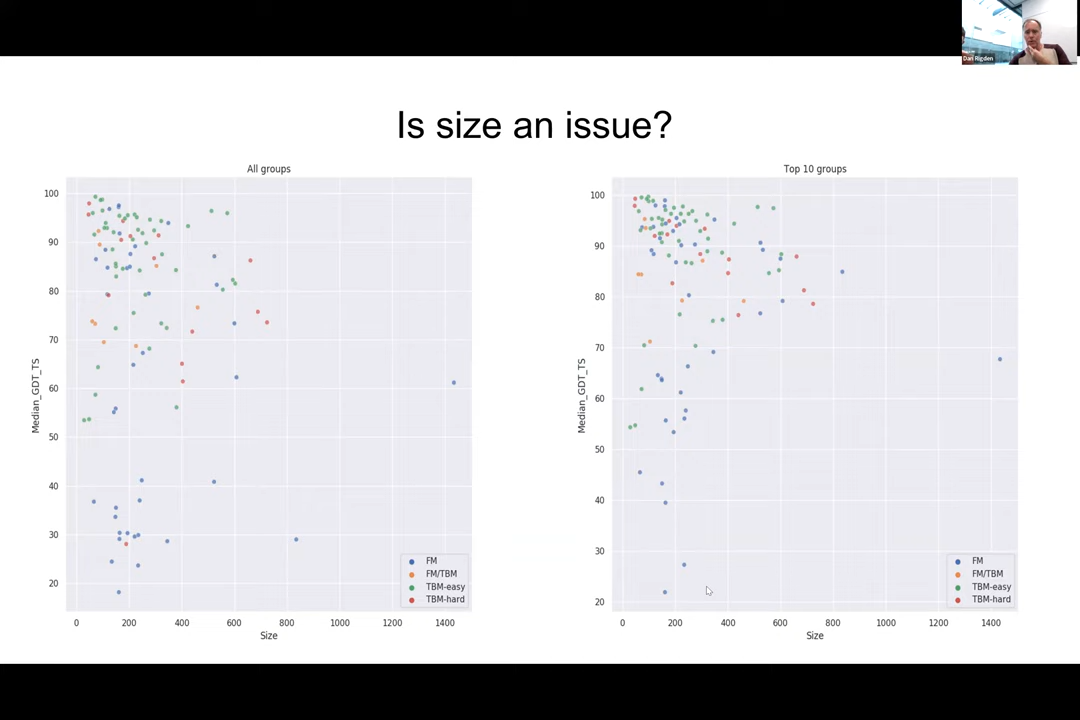 Dan Rigden
Is size an issue?
All groups
100
90
80
70
60
50
40
30
20
Median_GDT_TS
0 200 400 600 800 1000 1200 1400
Size
FM
FM/TBM
TBM-easy
TBM-hard
Top 10 groups
100
90
80
70
60
50
40
30
20
Median_GDT_TS
0 200 400 600 800 1000 1200 1400
Size
FM
FM/TBM
TBM-easy
TBM-hard